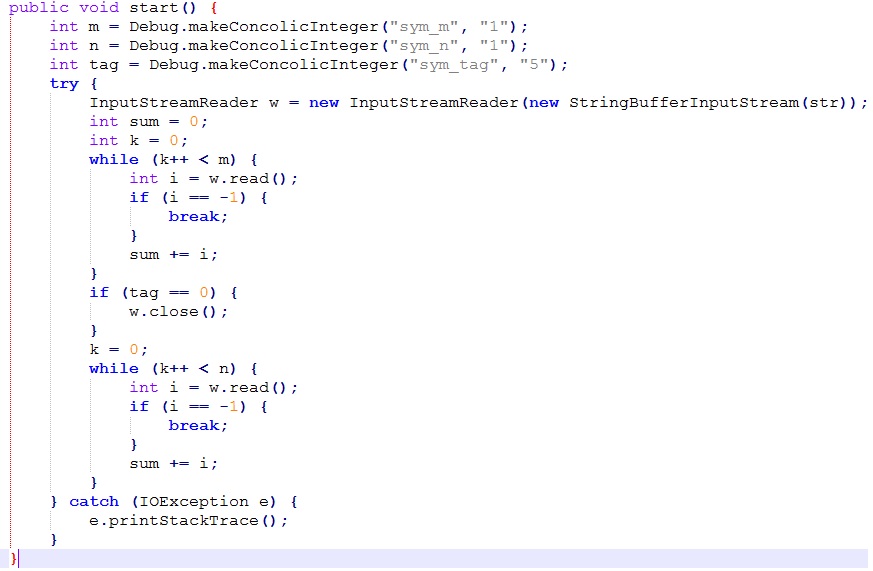 public void start() {
    int m = Debug.makeConcolicInteger("sym_m", "1");
    int n = Debug.makeConcolicInteger("sym_n", "1");
    int tag = Debug.makeConcolicInteger("sym_tag", "5");
    try {
        InputStreamReader w = new InputStreamReader(new StringBufferInputStream(str));
        int sum = 0;
        int k = 0;
        while (k++ < m) {
            int i = w.read();
            if (i == -1) {
                break;
            }
            sum += i;
        }
        if (tag == 0) {
            w.close();
        }
        k = 0;
        while (k++ < n) {
            int i = w.read();
            if (i == -1) {
                break;
            }
            sum += i;
        }
    } catch (IOException e) {
        e.printStackTrace();
    }
}